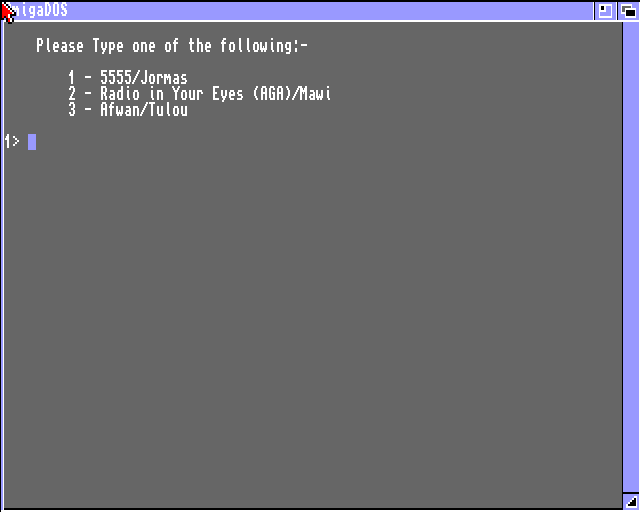 AmigaDOS
Please Type one of the following:-
1 - 5555/Jormas
2 - Radio in Your Eyes (AGA)/Mawi
3 - Afwan/Tulou
1>